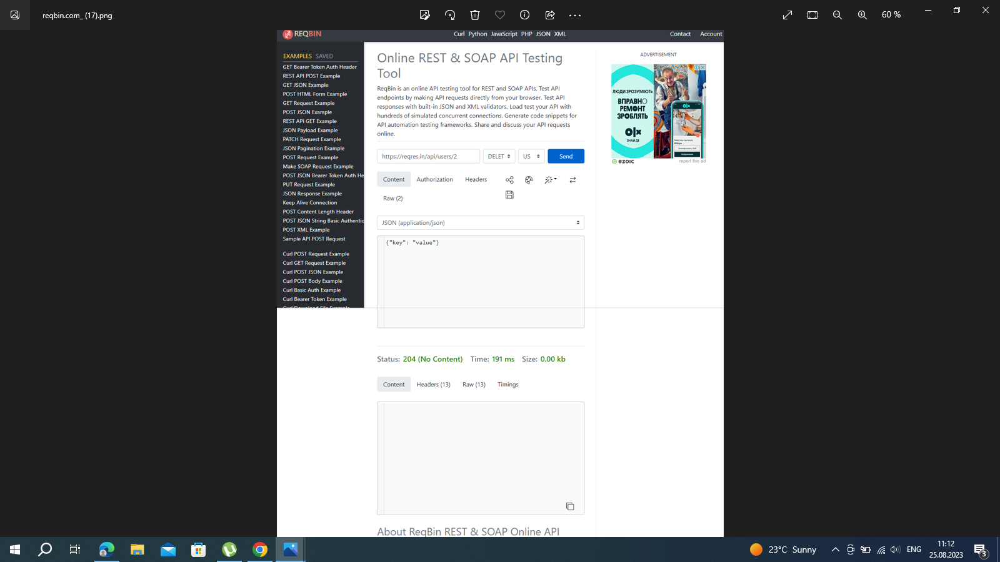 reqbin.com_ (17).png
60 %
REQBIN
Curl Python JavaScript PHP JSON XML
Contact Account
EXAMPLES SAVED
GET Bearer Token Auth Header
REST API POST Example
GET JSON Example
POST HTML Form Example
GET Request Example
POST JSON Example
REST API GET Example
JSON Payload Example
PATCH Request Example
JSON Pagination Example
POST Request Example
Make SOAP Request Example
POST JSON Bearer Token Auth He
PUT Request Example
JSON Response Example
Keep Alive Connection
POST Content Length Header
POST JSON String Basic Authentic
POST XML Example
Sample API POST Request
Curl POST Request Example
Curl GET Request Example
Curl POST JSON Example
Curl POST Body Example
Curl Basic Auth Example
Curl Bearer Token Example
Curl Download File Example
Online REST & SOAP API Testing
Tool
ReqBin is an online API testing tool for REST and SOAP APIs. Test API
endpoints by making API requests directly from your browser. Test API
responses with built-in JSON and XML validators. Load test your API with
hundreds of simulated concurrent connections. Generate code snippets for
API automation testing frameworks. Share and discuss your API requests
online.
https://reqres.in/api/users/2
DELET
US
Send
Content Authorization Headers
Raw (2)
JSON (application/json)
{"key": "value"}
Status: 204 (No Content) Time: 191 ms Size: 0.00 kb
Content Headers (13) Raw (13) Timings
About ReqBin REST & SOAP Online API
ADVERTISEMENT
ЛЮДИ ЗРОЗУМІЮТЬ
ВПРАВНО
РЕМОНТ
ЗРОБЛЯТЬ
olx
ЗНАЙ ДЕ
olx
ezoic
report this ad
23°C Sunny
ENG
11:12
25.08.2023
3